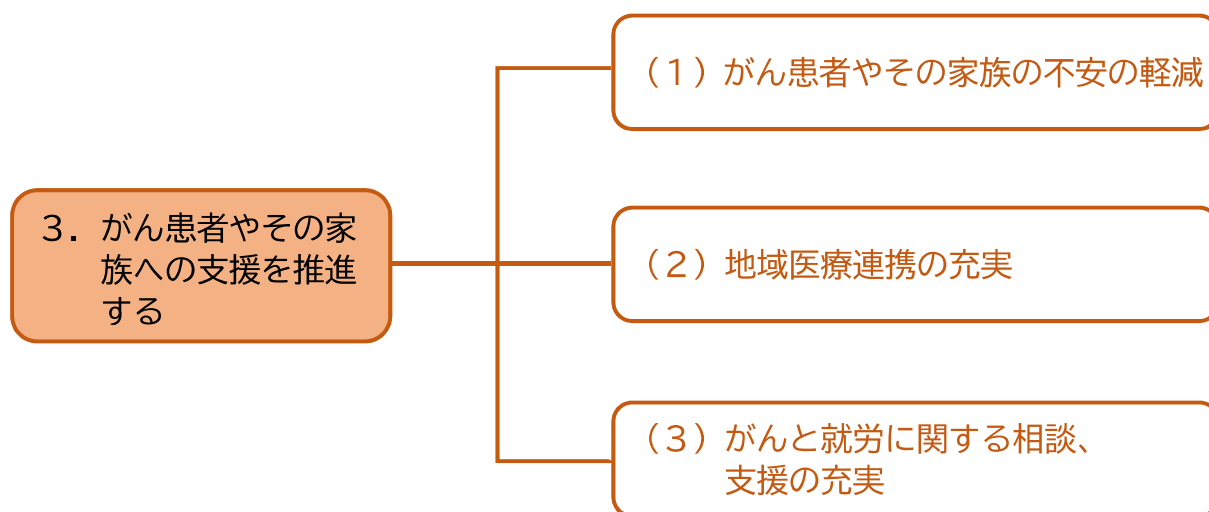 （１）がん患者やその家族の不安の軽減
３．がん患者やその家
族への支援を推進
する
（２）地域医療連携の充実
（３）がんと就労に関する相談、
支援の充実